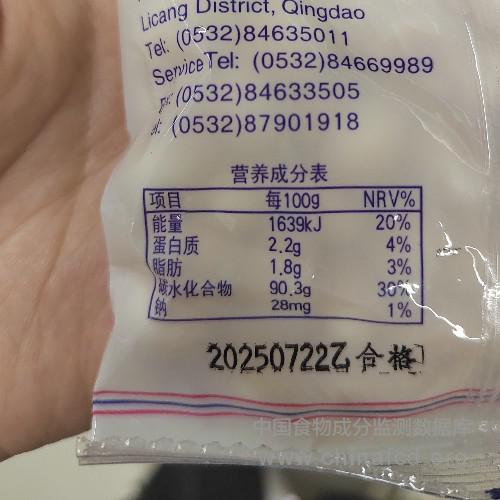 Licang District, Qingdao
Tel: (0532)84635011
Service Tel: (0532)84669989
(0532)84633505
(0532)87901918
营养成分表
项目 每100g NRV%
能量 1639kJ 20%
蛋白质 2.2g 4%
脂肪 1.8g 3%
碳水化合物 90.3g 30%
钠 28mg 1%
20250722乙 合格
中国食物成分监测数据库
www.chinafcd.org